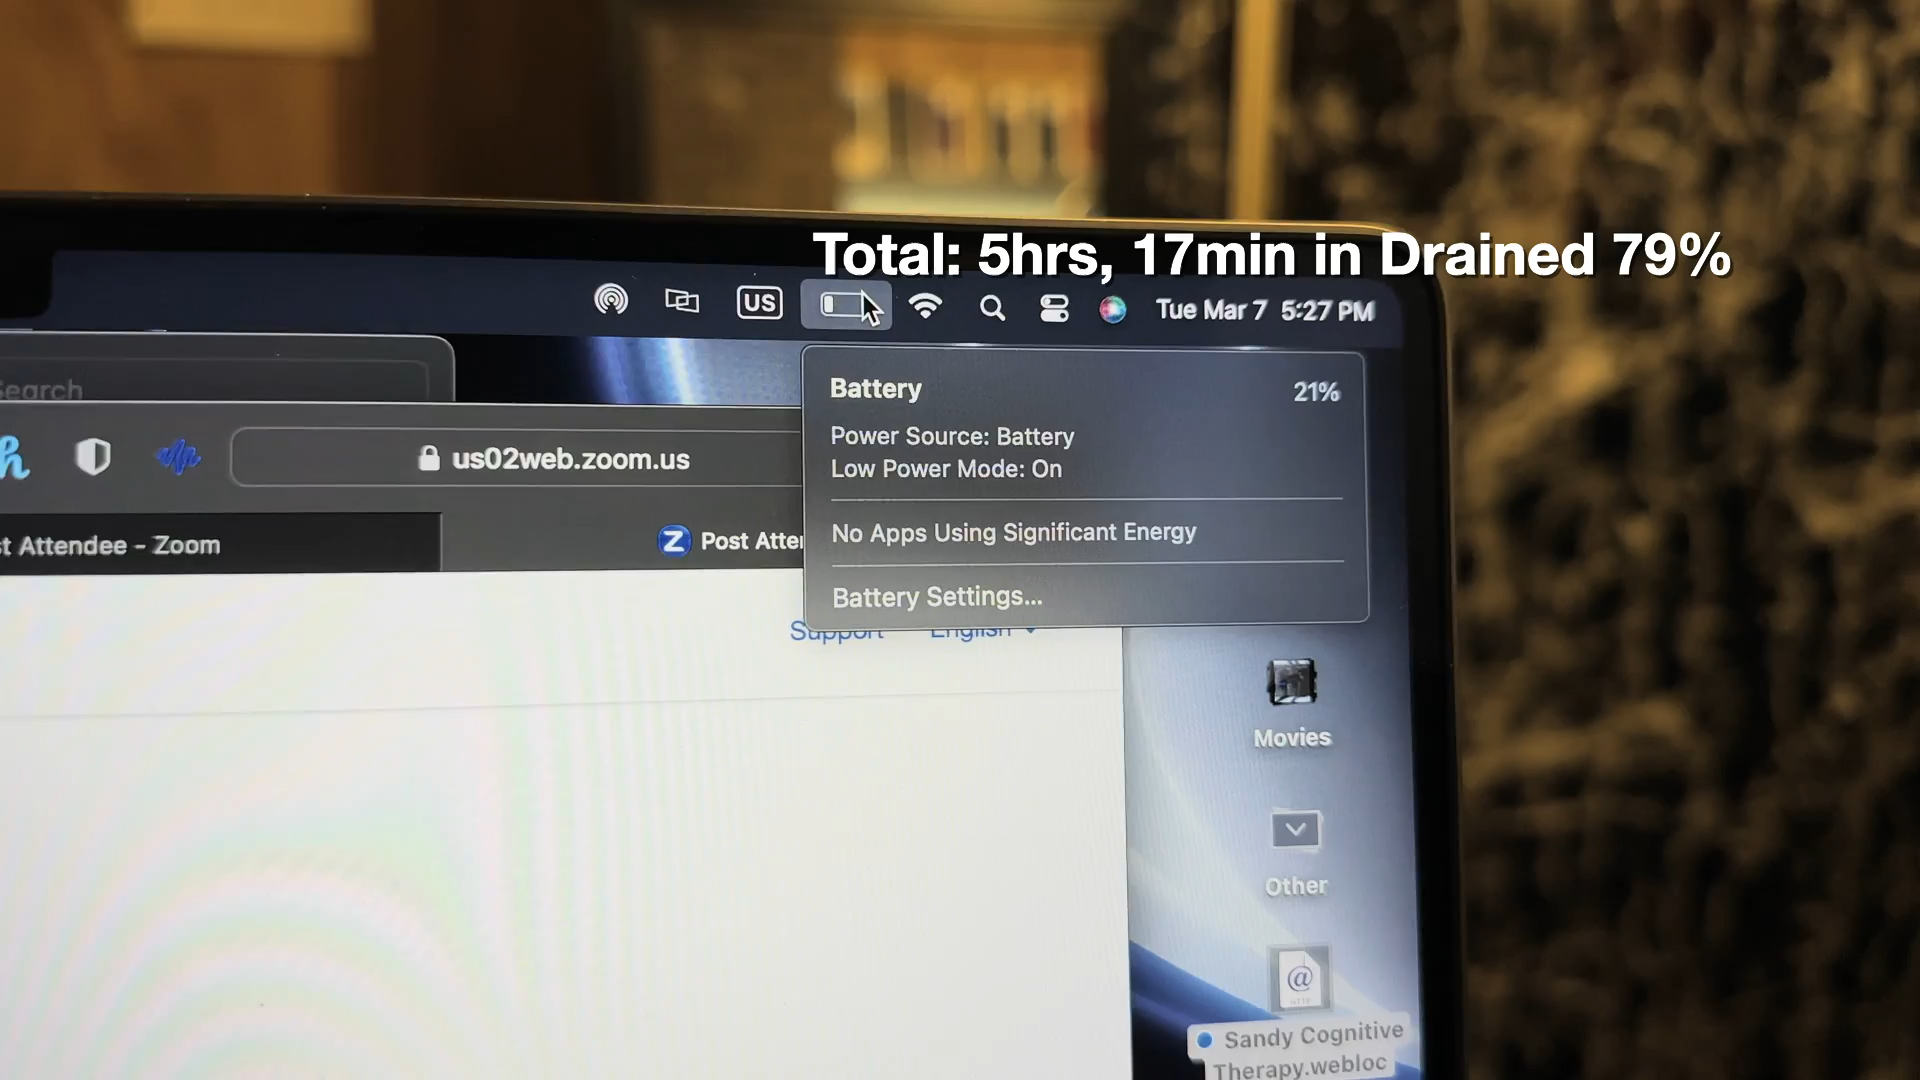 Total: 5hrs, 17min in Drained 79%
US
Tue Mar 7 5:27 PM
Search
Battery 21%
Power Source: Battery
Low Power Mode: On
h
us02web.zoom.us
No Apps Using Significant Energy
t Attendee – Zoom
Z Post Atte
Battery Settings...
Support English
Movies
Other
@
Sandy Cognitive
Therapy.webloc